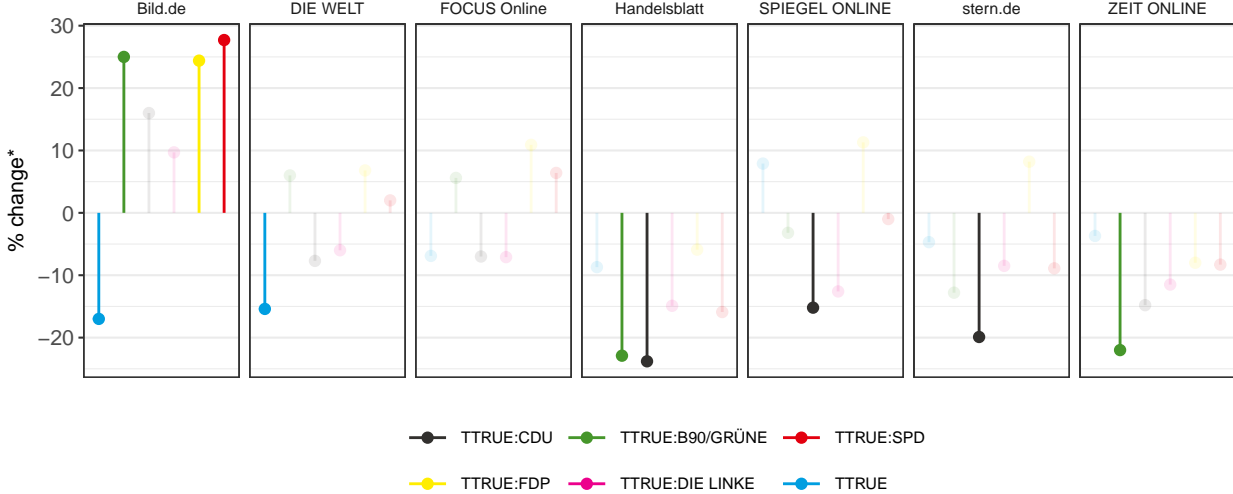 Bild.de DIE WELT FOCUS Online Handelsblatt SPIEGEL ONLINE stern.de ZEIT ONLINE
% change*
30
20
10
0
−10
−20
TTRUE:CDU TTRUE:B90/GRÜNE TTRUE:SPD
TTRUE:FDP TTRUE:DIE LINKE TTRUE